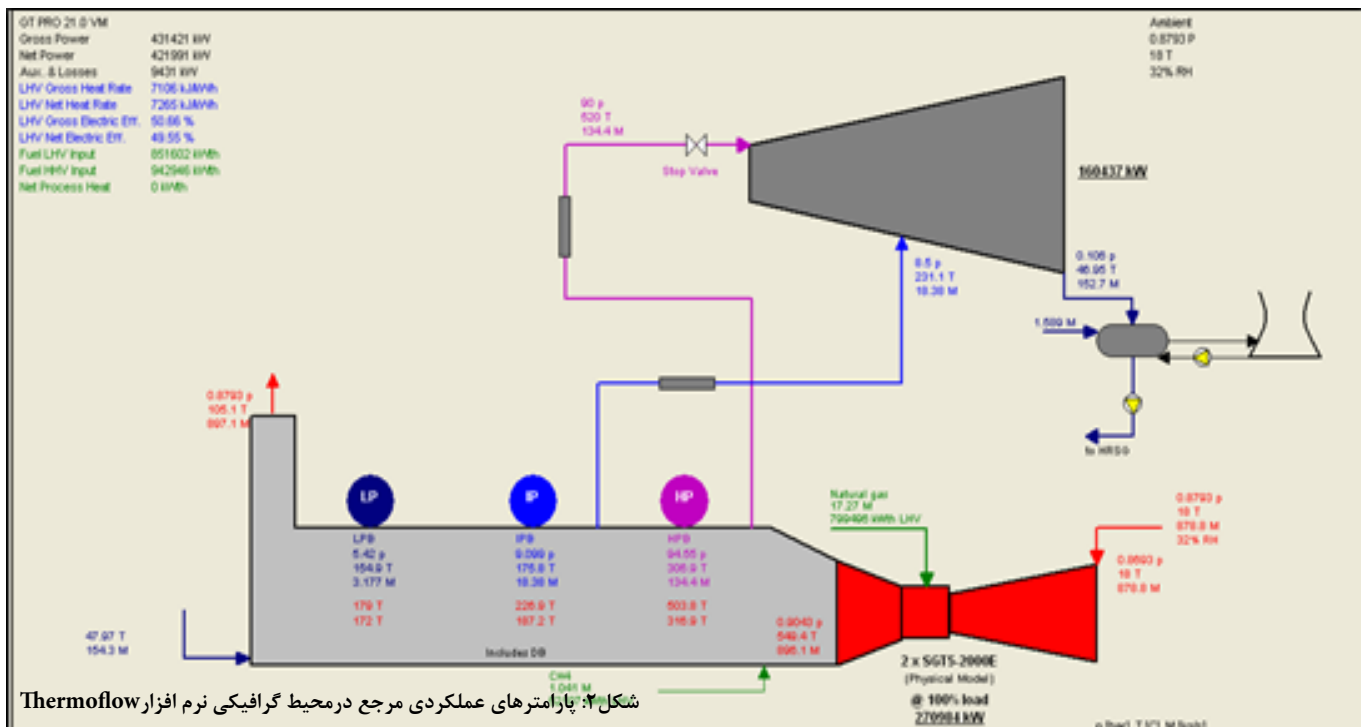 GT PRO 21.0 VM
Gross Power 431421 kW
Net Power 421991 kW
Aux. & Losses 9431 kW
LHV Gross Heat Rate 7106 kJ/kWh
LHV Net Heat Rate 7265 kJ/kWh
LHV Gross Electric Eff. 50.66 %
LHV Net Electric Eff. 49.55 %
Fuel LHV Input 851602 kWth
Fuel HHV Input 942946 kWth
Net Process Heat 0 kWth
Ambient
0.8793 P
18 T
32% RH
90 p
520 T
134.4 M
Stop Valve
160437 kW
8.5 p
231.1 T
18.38 M
0.106 p
46.95 T
152.7 M
1.589 M
to HRSG
0.8793 p
105.1 T
897.1 M
LP
IP
HP
LPB
5.42 p
154.9 T
3.177 M
179 T
172 T
IPB
9.099 p
175.8 T
18.38 M
226.9 T
187.2 T
HPB
94.55 p
306.9 T
134.4 M
603.8 T
316.9 T
Natural gas
17.27 M
799495 kWth LHV
0.8793 p
18 T
878.8 M
32% RH
0.8693 p
18 T
878.8 M
0.9043 p
549.4 T
896.1 M
47.97 T
154.3 M
Includes DB
CH4
1.041 M
2 x SGT5-2000E
(Physical Model)
@ 100% load
270984 kW
شکل۲: پارامترهای عملکردی مرجع درمحیط گرافیکی نرم افزار Thermoflow